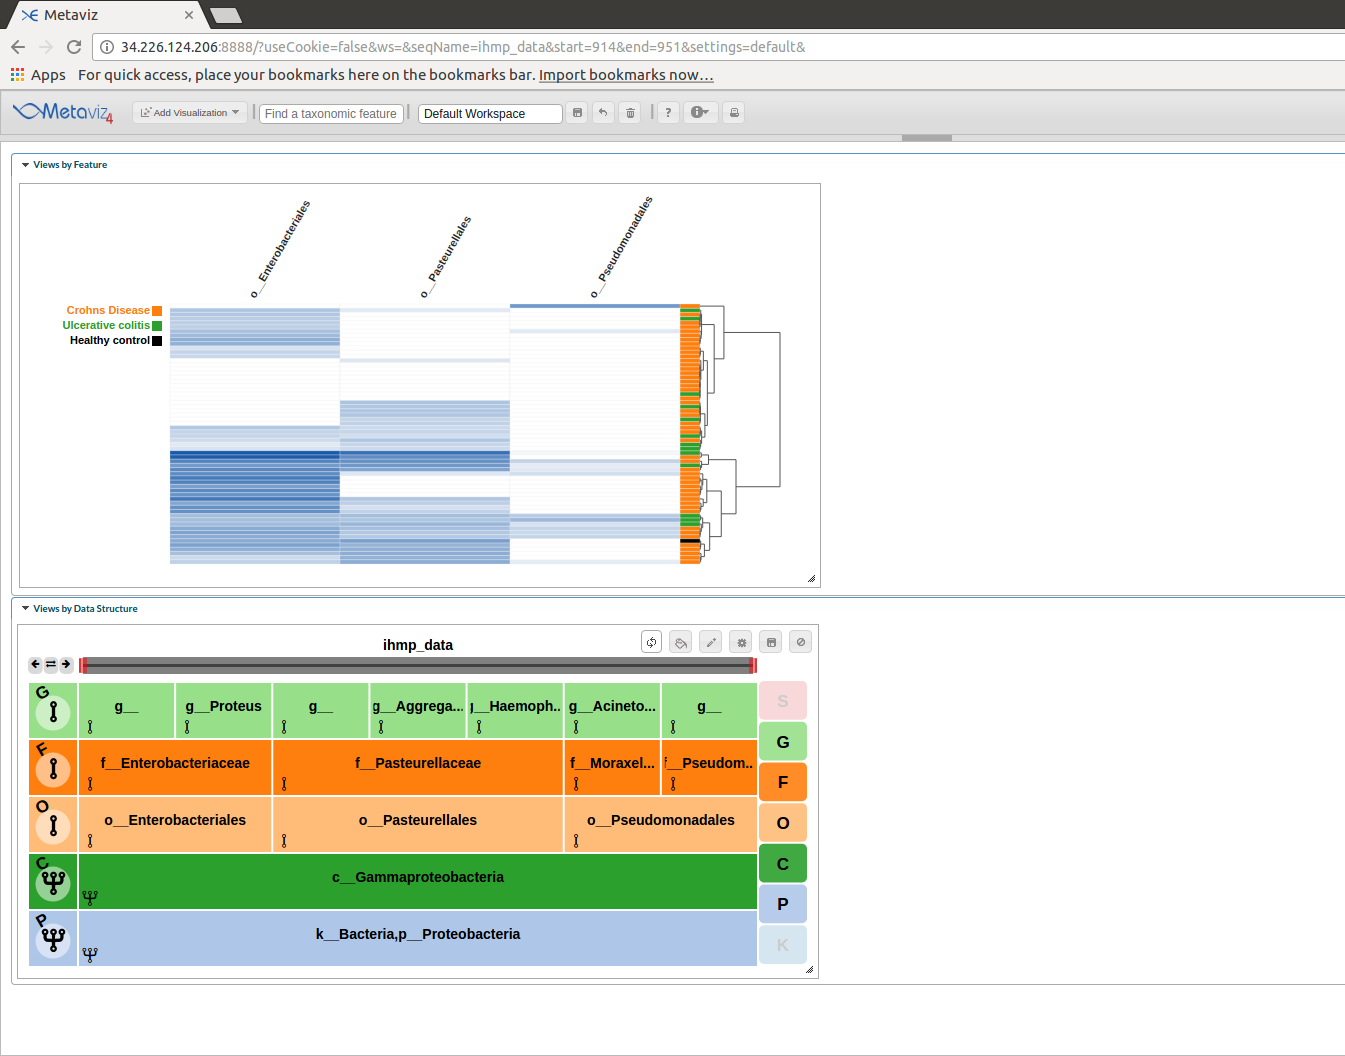 Metaviz
34.226.124.206:8888/?useCookie=false&ws=&seqName=ihmp_data&start=914&end=951&settings=default&
Apps For quick access, place your bookmarks here on the bookmarks bar. Import bookmarks now...
Metaviz4 Add Visualization Find a taxonomic feature Default Workspace ?
Views by Feature
o__Enterobacteriales
o__Pasteurellales
o__Pseudomonadales
Crohns Disease
Ulcerative colitis
Healthy control
Views by Data Structure
ihmp_data
G g__ g__Proteus g__ g__Aggrega... g__Haemoph.. g__Acineto... g__ S
G
F f__Enterobacteriaceae f__Pasteurellaceae f__Moraxel... f__Pseudom..
F
O o__Enterobacteriales o__Pasteurellales o__Pseudomonadales O
C c__Gammaproteobacteria C
P k__Bacteria,p__Proteobacteria P
K